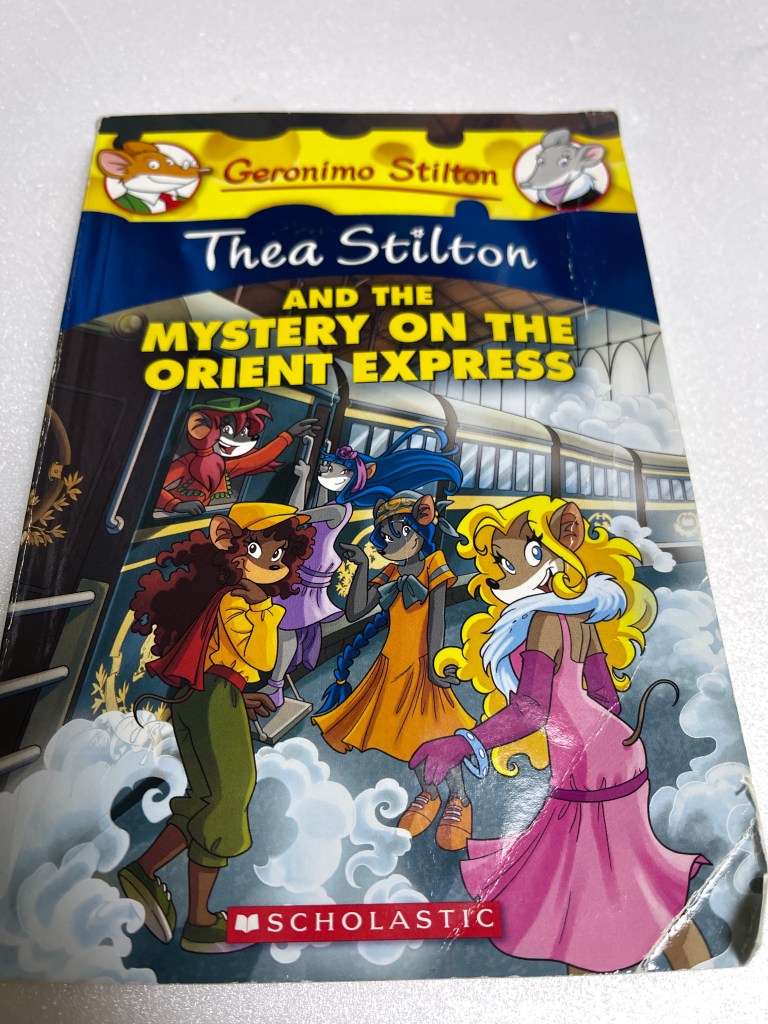 Geronimo Stilton
Thea Stilton
AND THE
MYSTERY ON THE
ORIENT EXPRESS
SCHOLASTIC